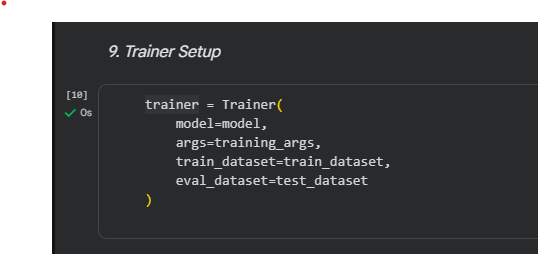 9. Trainer Setup
[10]
0s
trainer = Trainer(
    model=model,
    args=training_args,
    train_dataset=train_dataset,
    eval_dataset=test_dataset
)